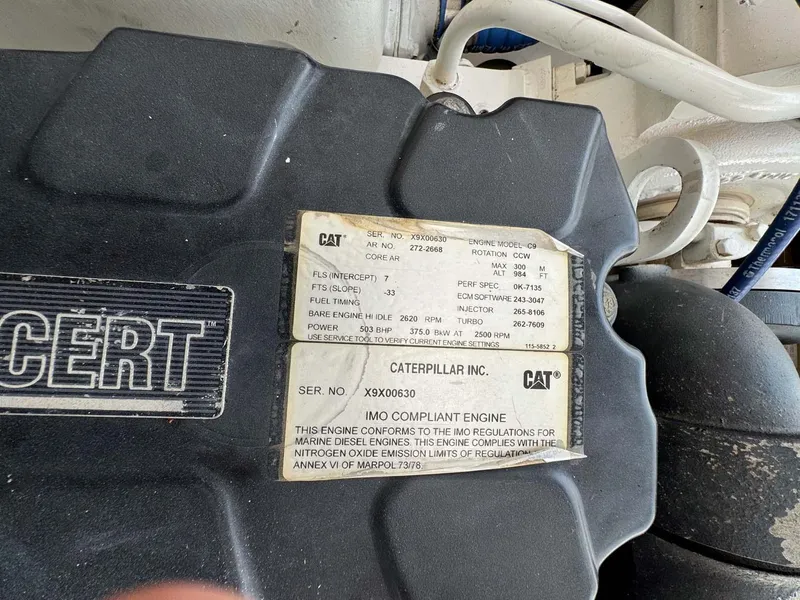 CERT™
CAT®
SER. NO. X9X00630 ENGINE MODEL C9
AR NO. 272-2668 ROTATION CCW
CORE AR
MAX 300 M
ALT 984 FT
FLS (INTERCEPT) 7 PERF SPEC 0K-7135
FTS (SLOPE) -33 ECM SOFTWARE 243-3047
FUEL TIMING INJECTOR 265-8106
BARE ENGINE HI IDLE 2620 RPM TURBO 262-7609
POWER 503 BHP 375.0 BkW AT 2500 RPM
USE SERVICE TOOL TO VERIFY CURRENT ENGINE SETTINGS 115-5852 2
CATERPILLAR INC. CAT®
SER. NO. X9X00630
IMO COMPLIANT ENGINE
THIS ENGINE CONFORMS TO THE IMO REGULATIONS FOR
MARINE DIESEL ENGINES. THIS ENGINE COMPLIES WITH THE
NITROGEN OXIDE EMISSION LIMITS OF REGULATION
ANNEX VI OF MARPOL 73/78
Thermocol 1711